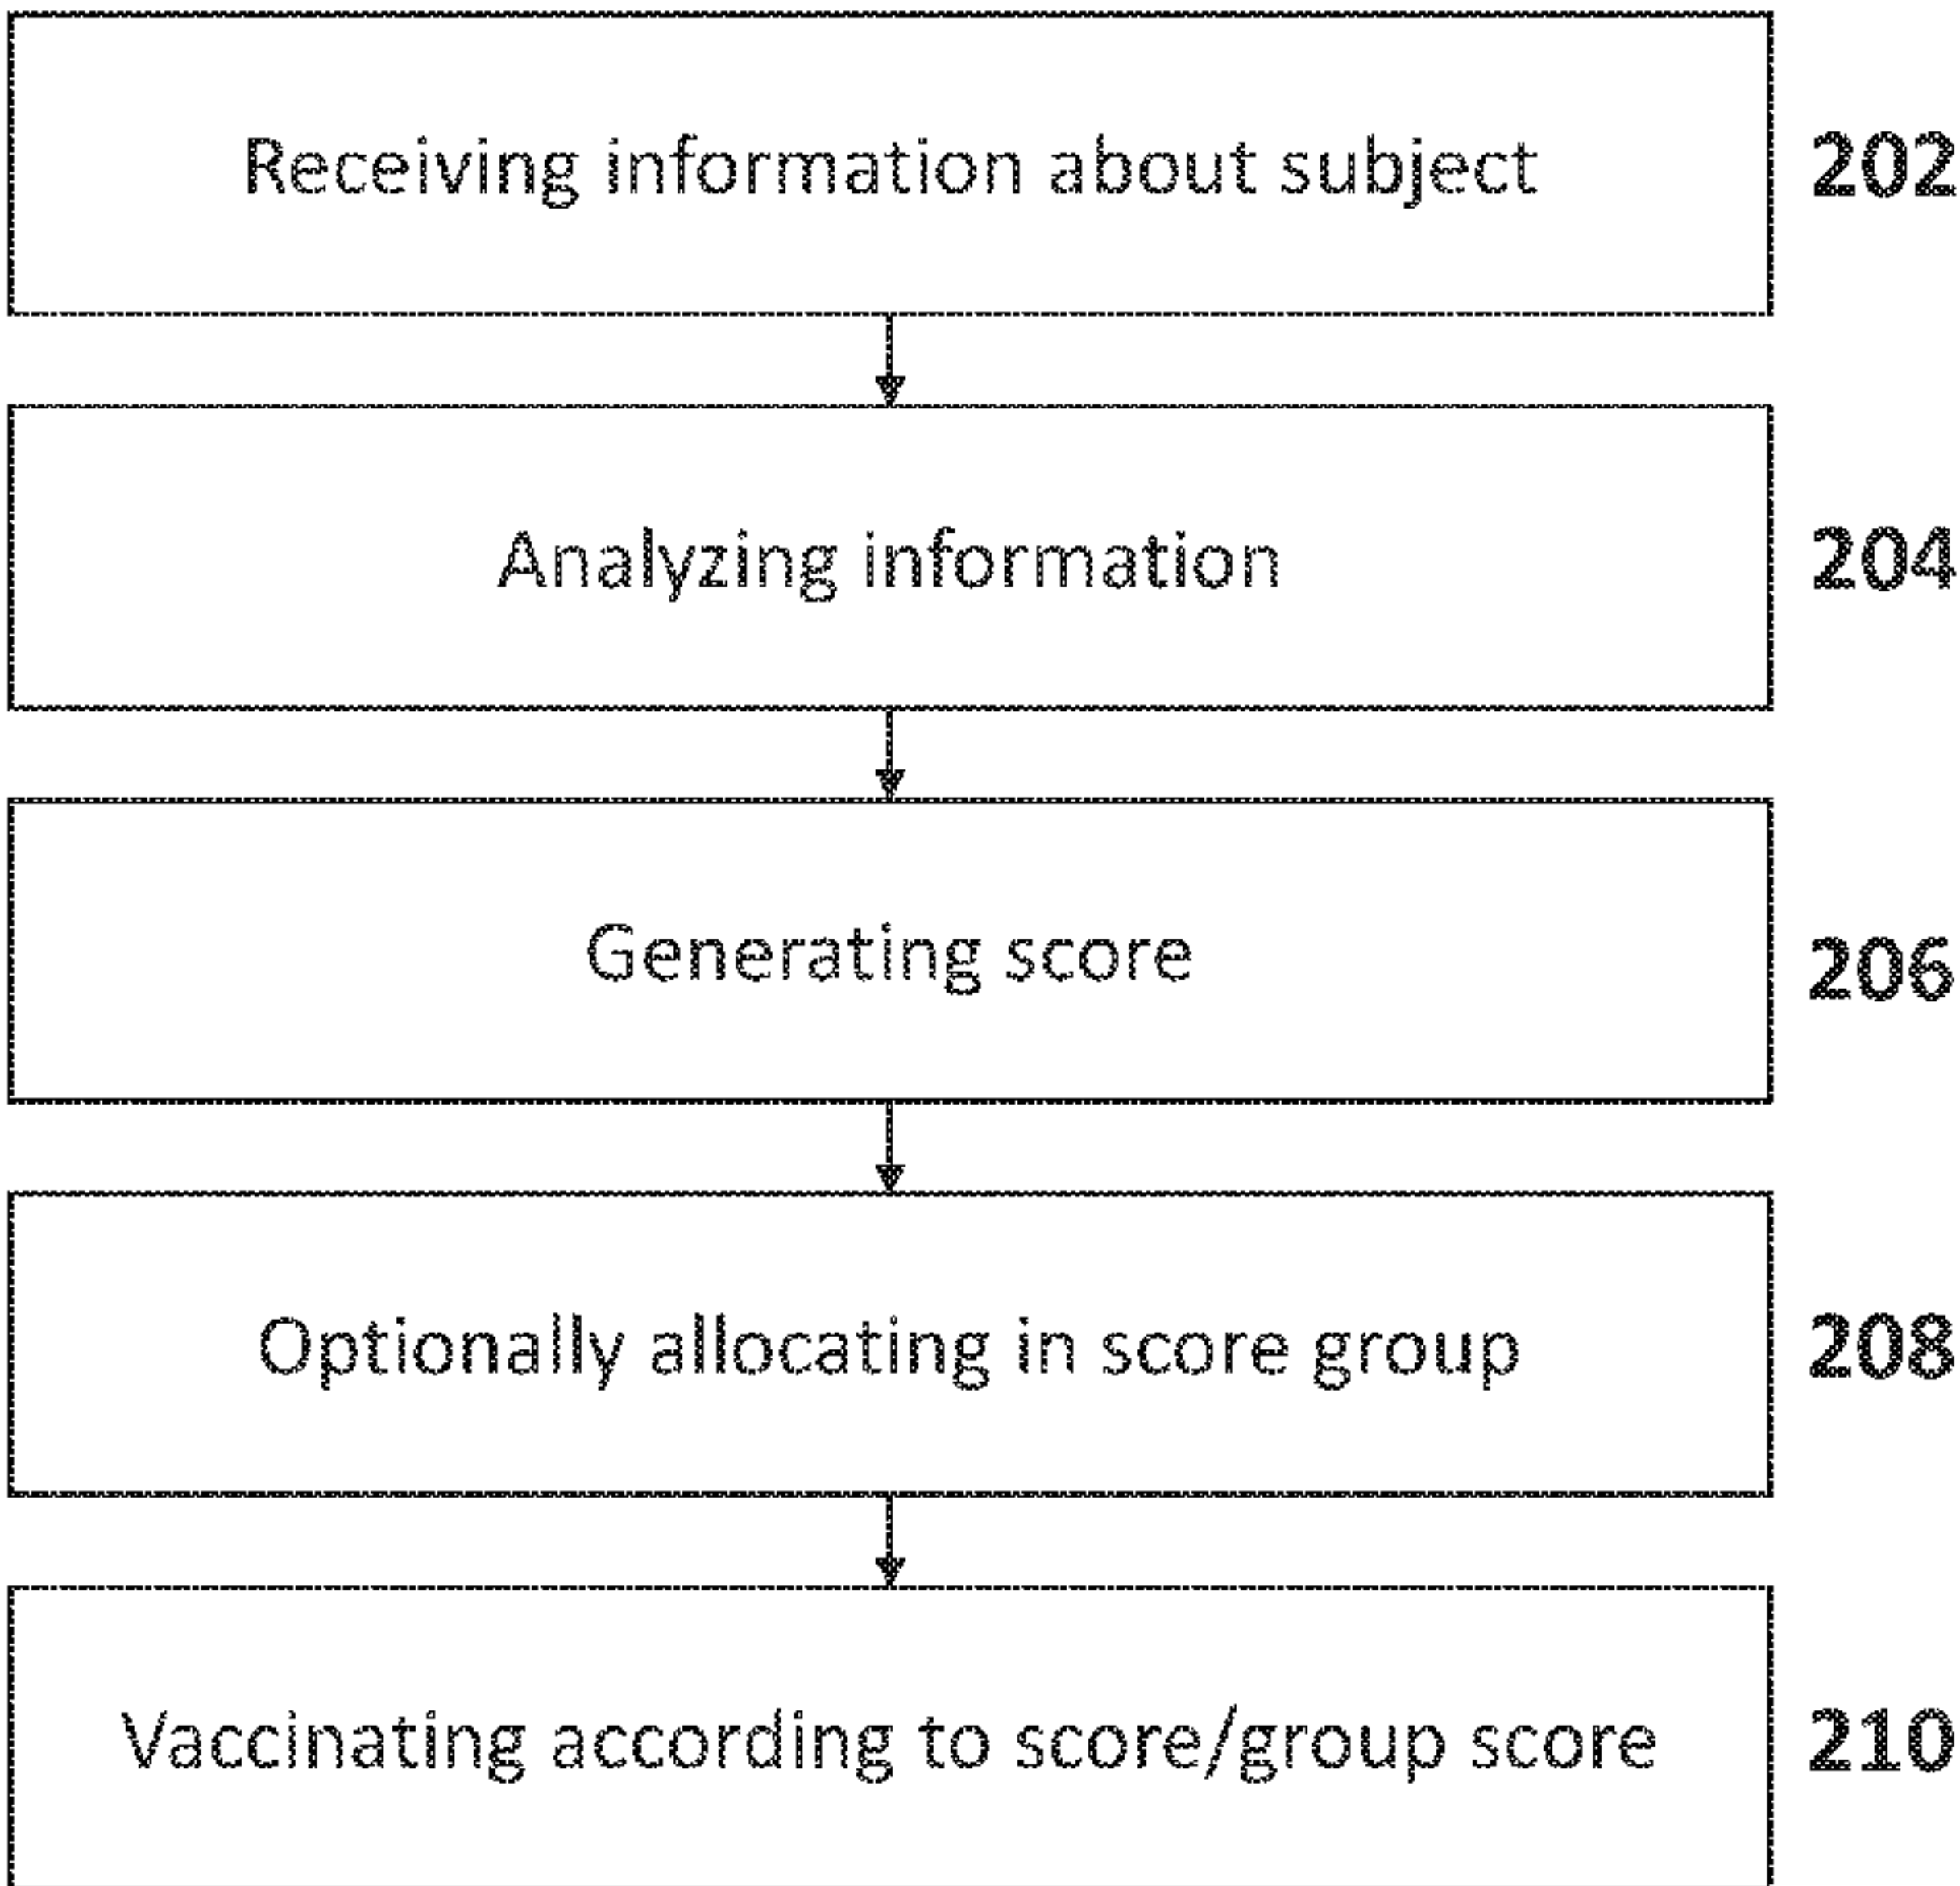 Receiving information about subject 202
Analyzing information 204
Generating score 206
Optionally allocating in score group 208
Vaccinating according to score/group score 210